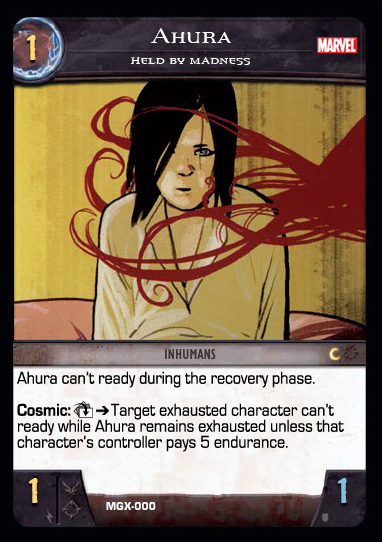 1
Ahura
HELD BY MADNESS
MARVEL
INHUMANS
Ahura can't ready during the recovery phase.
Cosmic: ➔ Target exhausted character can't
ready while Ahura remains exhausted unless that
character's controller pays 5 endurance.
1
MGX-000
1